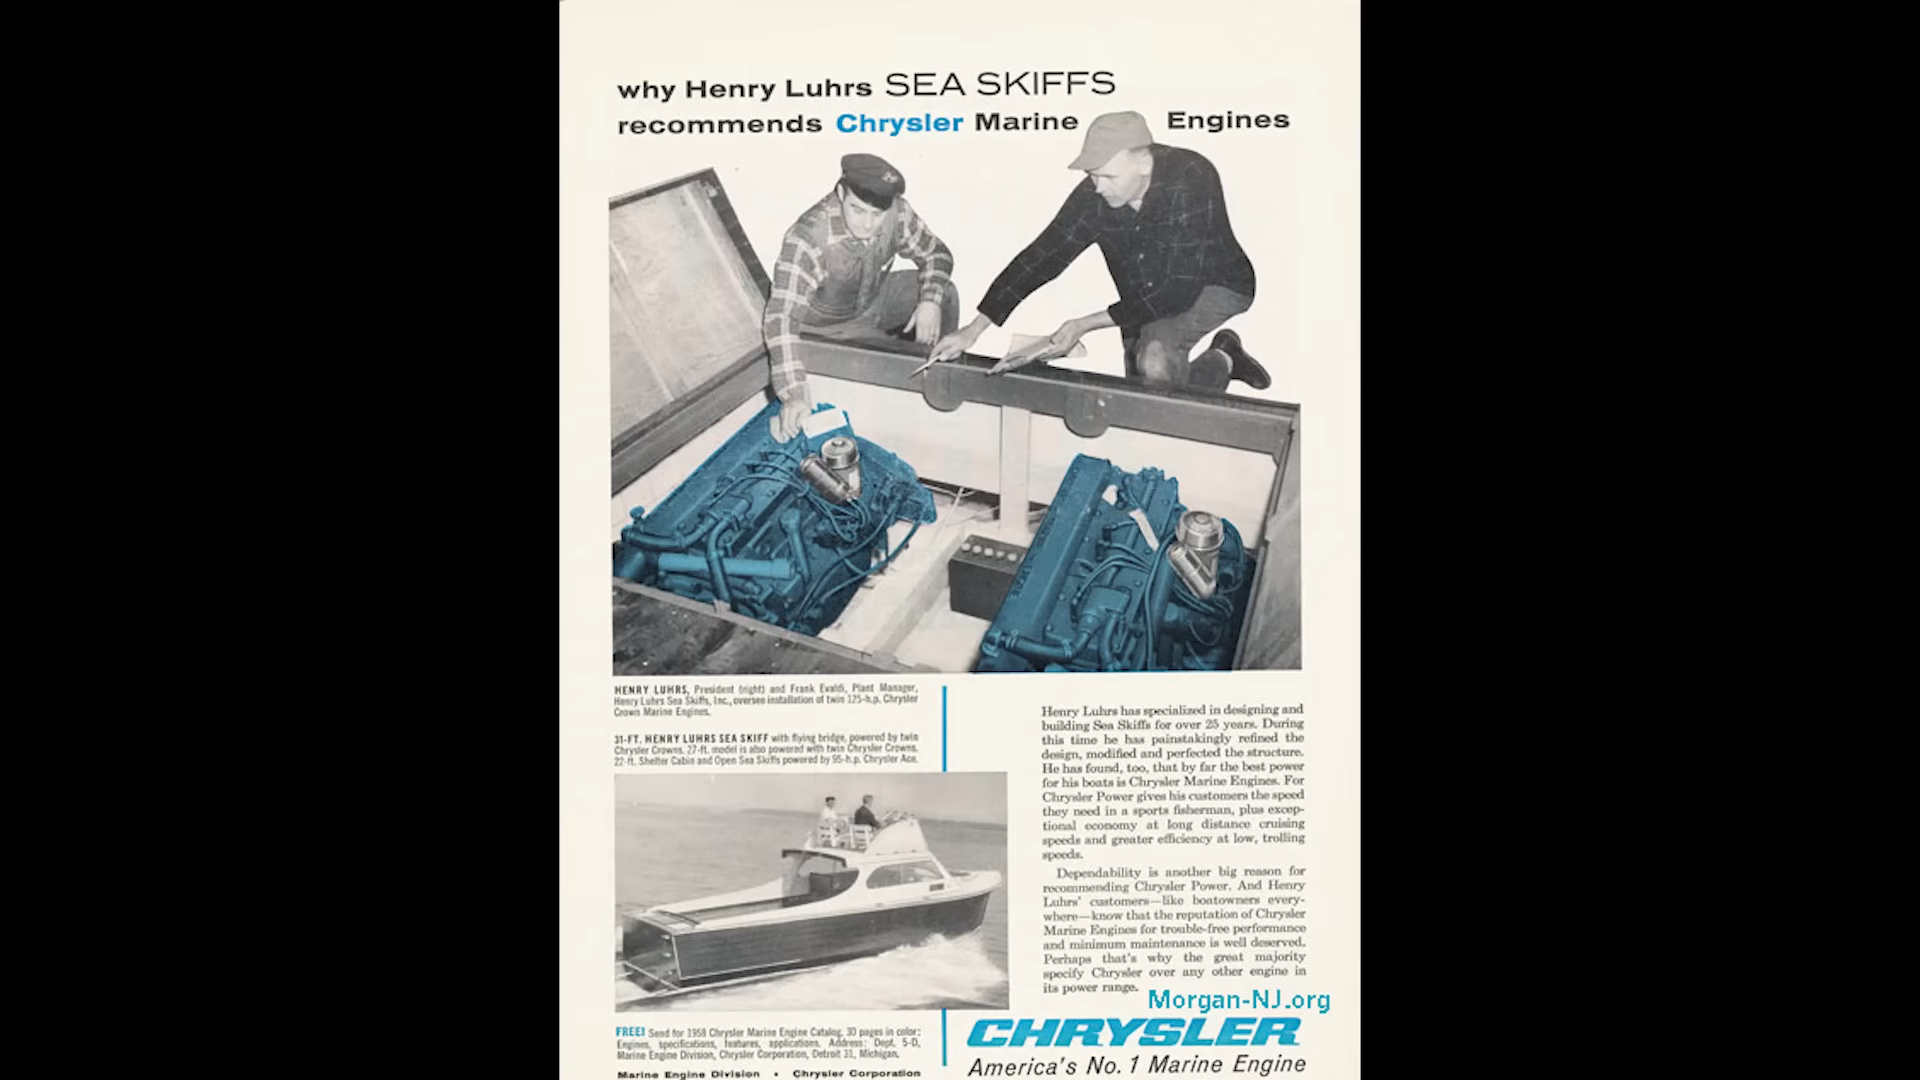 why Henry Luhrs SEA SKIFFS
recommends Chrysler Marine Engines
HENRY LUHRS, President (right) and Frank Evaldi, Plant Manager,
Henry Luhrs Sea Skiffs, Inc., oversee installation of twin 125-h.p. Chrysler
Crown Marine Engines.
31-FT. HENRY LUHRS SEA SKIFF with flying bridge, powered by twin
Chrysler Crowns. 27-ft. model is also powered with twin Chrysler Crowns.
22-ft. Shelter Cabin and Open Sea Skiffs powered by 95-h.p. Chrysler Ace.
Henry Luhrs has specialized in designing and
building Sea Skiffs for over 25 years. During
this time he has painstakingly refined the
design, modified and perfected the structure.
He has found, too, that by far the best power
for his boats is Chrysler Marine Engines. For
Chrysler Power gives his customers the speed
they need in a sports fisherman, plus excep-
tional economy at long distance cruising
speeds and greater efficiency at low, trolling
speeds.
Dependability is another big reason for
recommending Chrysler Power. And Henry
Luhrs' customers—like boatowners every-
where—know that the reputation of Chrysler
Marine Engines for trouble-free performance
and minimum maintenance is well deserved.
Perhaps that's why the great majority
specify Chrysler over any other engine in
its power range.
Morgan-NJ.org
FREE! Send for 1958 Chrysler Marine Engine Catalog. 30 pages in color:
Engines, specifications, features, applications. Address: Dept. 5-D,
Marine Engine Division, Chrysler Corporation, Detroit 31, Michigan.
Marine Engine Division • Chrysler Corporation
CHRYSLER
America's No. 1 Marine Engine